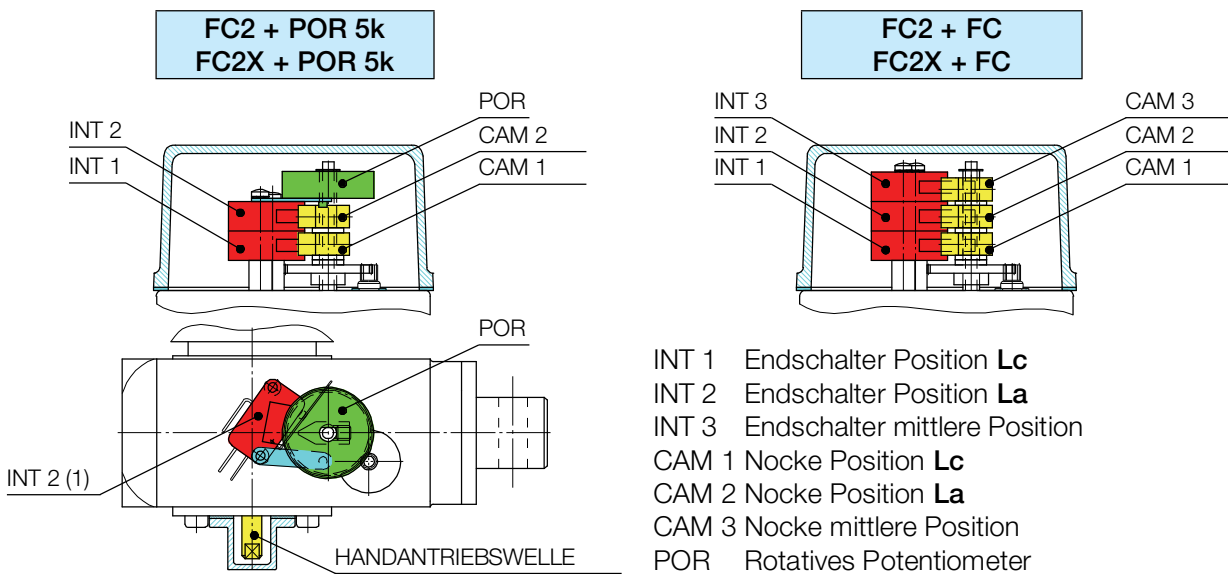 FC2 + POR 5k
FC2X + POR 5k
POR
INT 2
CAM 2
INT 1
CAM 1
POR
INT 2 (1)
HANDANTRIEBSWELLE
FC2 + FC
FC2X + FC
INT 3
CAM 3
INT 2
CAM 2
INT 1
CAM 1
INT 1 Endschalter Position Lc
INT 2 Endschalter Position La
INT 3 Endschalter mittlere Position
CAM 1 Nocke Position Lc
CAM 2 Nocke Position La
CAM 3 Nocke mittlere Position
POR Rotatives Potentiometer